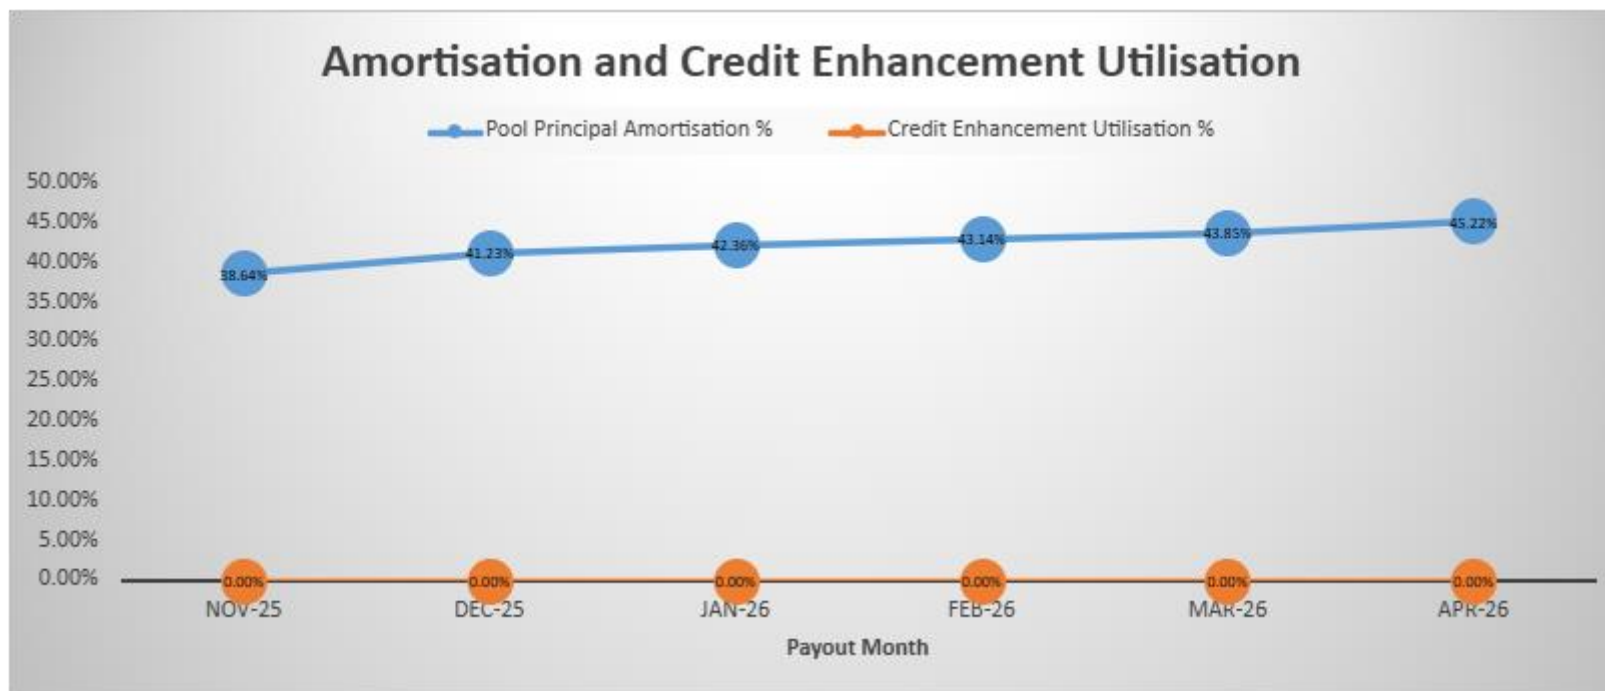 Amortisation and Credit Enhancement Utilisation
Pool Principal Amortisation % Credit Enhancement Utilisation %
50.00%
45.00%
40.00%
35.00%
30.00%
25.00%
20.00%
15.00%
10.00%
5.00%
0.00%
38.64% 41.23% 42.36% 43.14% 43.85% 45.22%
0.00% 0.00% 0.00% 0.00% 0.00% 0.00%
NOV-25 DEC-25 JAN-26 FEB-26 MAR-26 APR-26
Payout Month